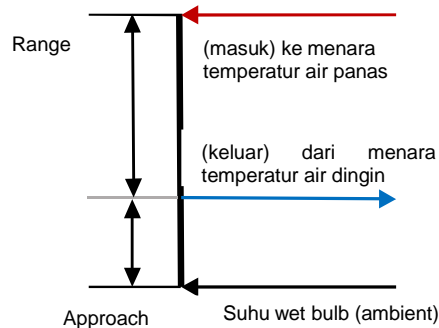 Range
(masuk) ke menara
temperatur air panas
(keluar) dari menara
temperatur air dingin
Approach
Suhu wet bulb (ambient)